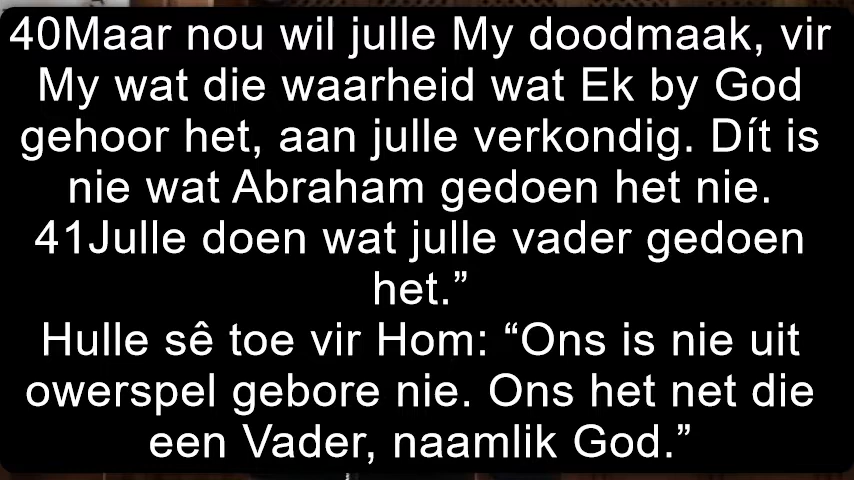 40Maar nou wil julle My doodmaak, vir
My wat die waarheid wat Ek by God
gehoor het, aan julle verkondig. Dít is
nie wat Abraham gedoen het nie.
41Julle doen wat julle vader gedoen
het.”
Hulle sê toe vir Hom: “Ons is nie uit
owerspel gebore nie. Ons het net die
een Vader, naamlik God.”